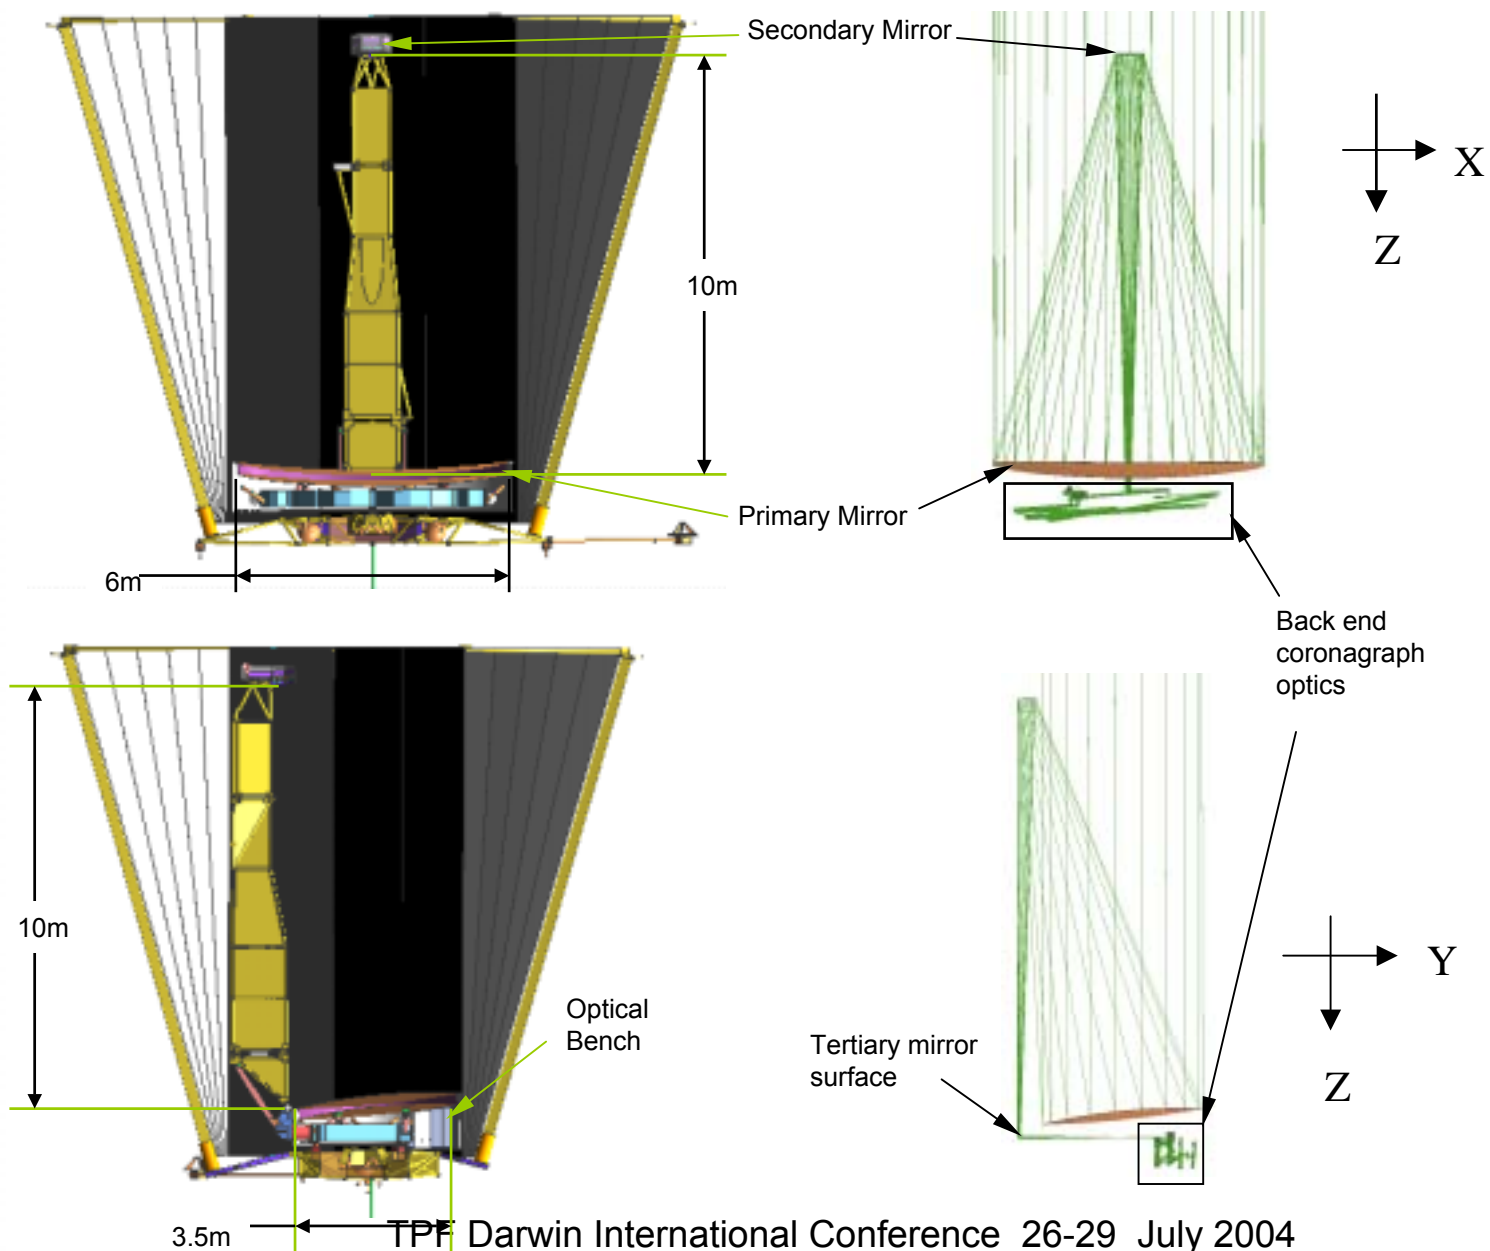 Secondary Mirror
X
Z
10m
Primary Mirror
6m
Back end
coronagraph
optics
10m
Optical
Bench
Tertiary mirror
surface
Y
Z
3.5m
TPF Darwin International Conference 26-29 July 2004